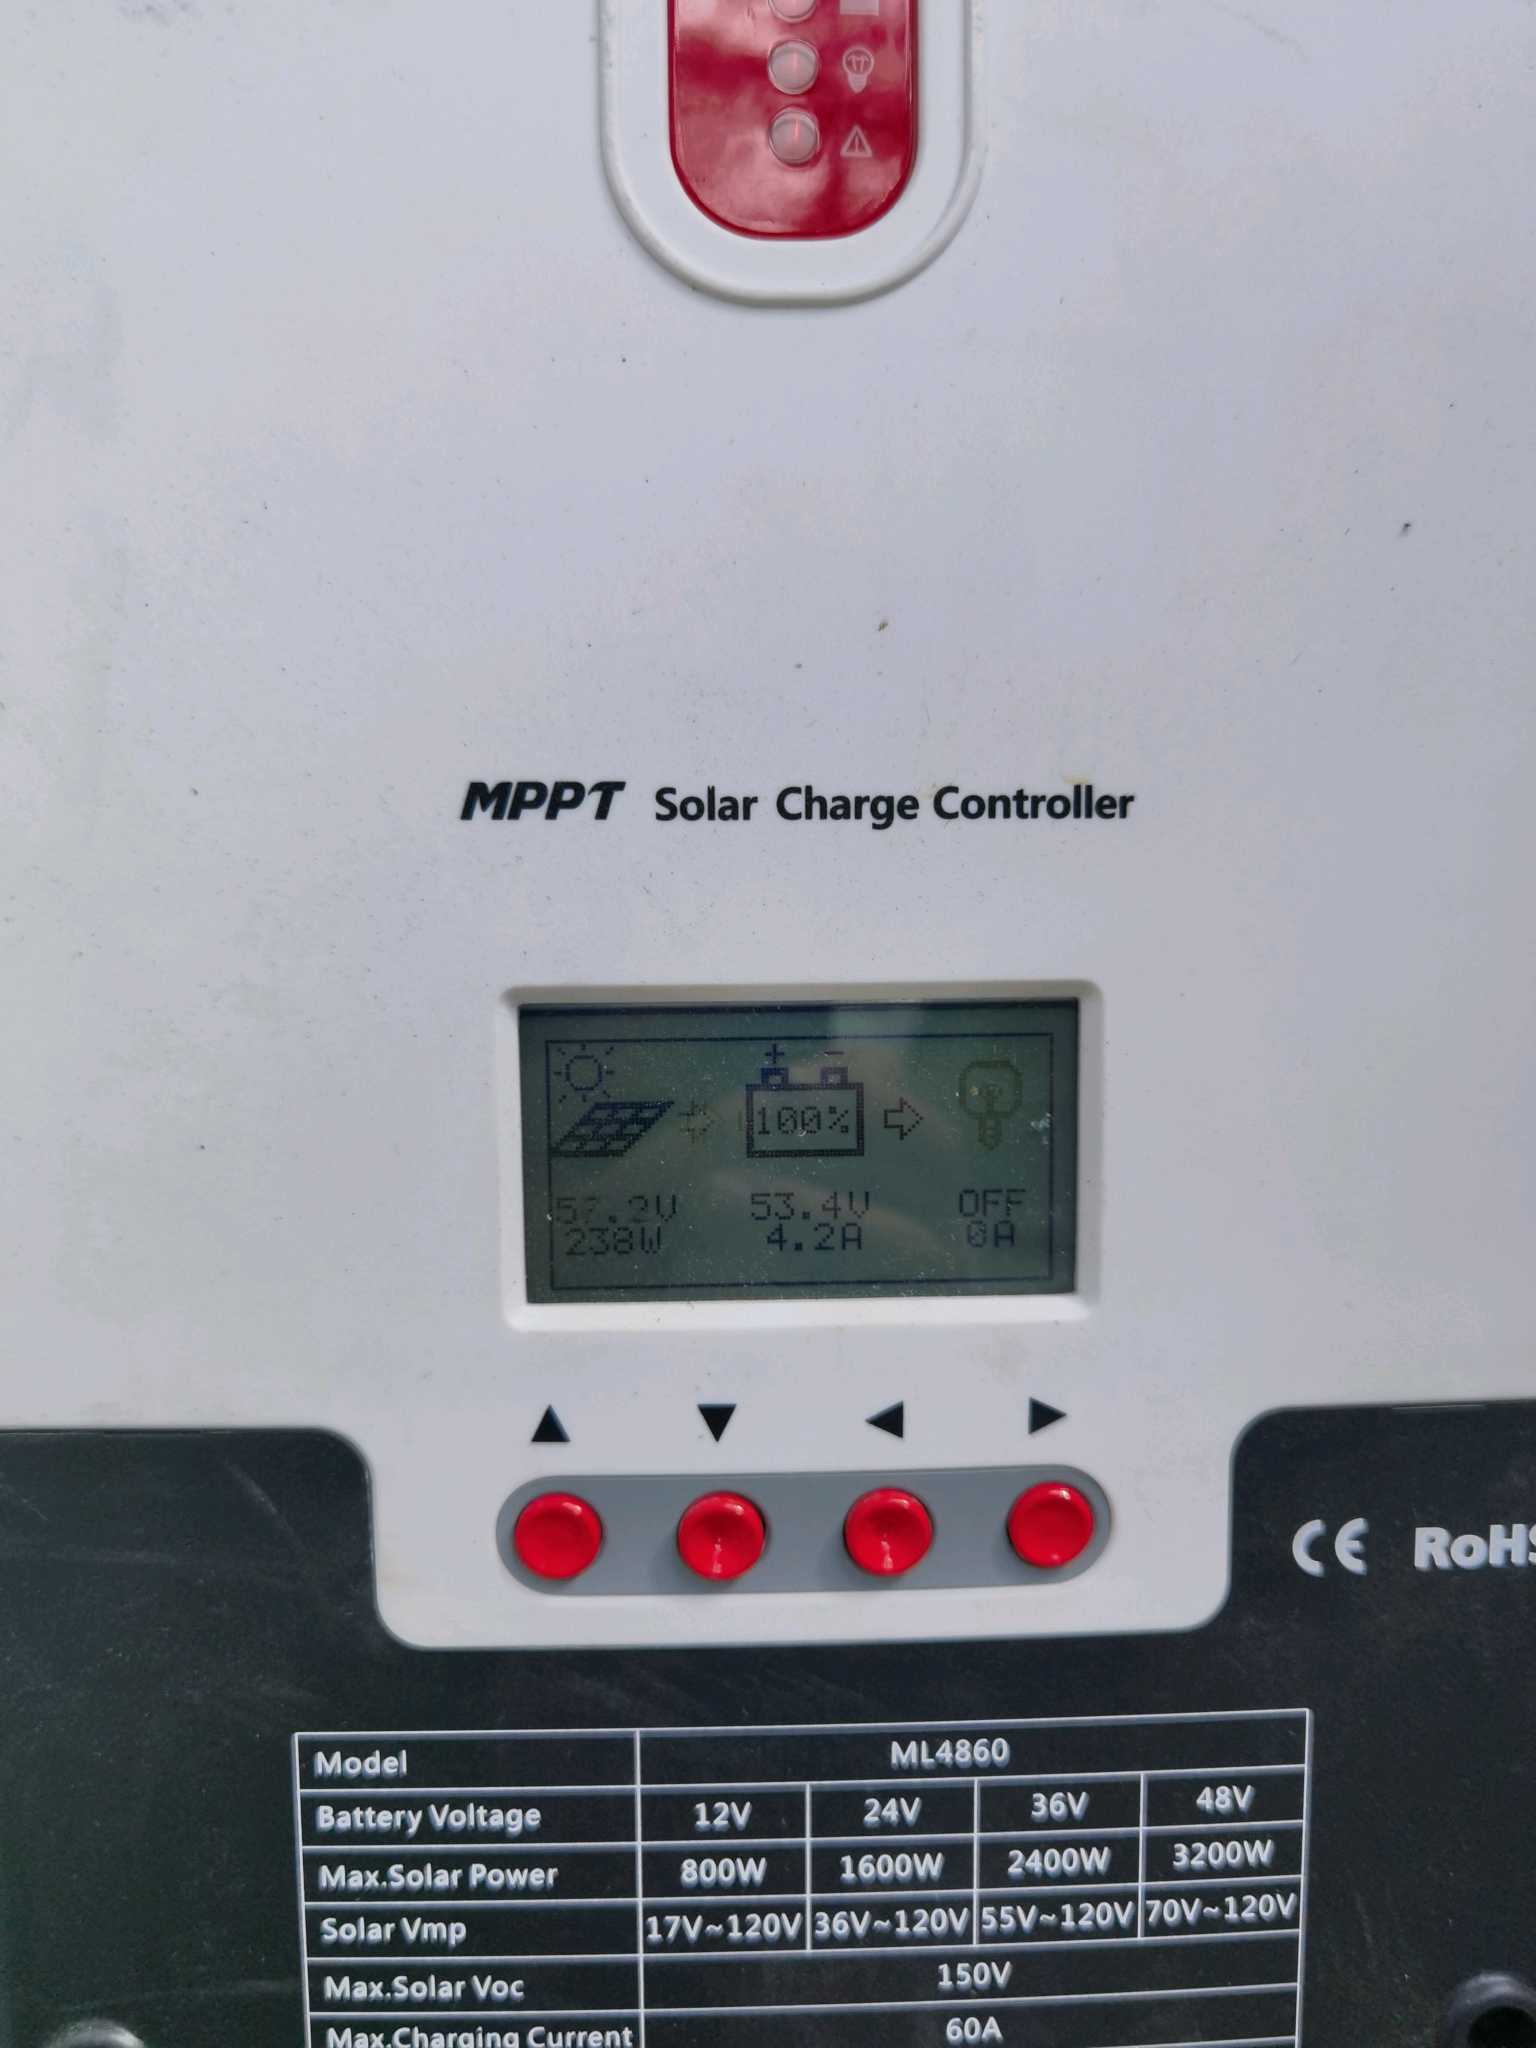 MPPT Solar Charge Controller
+ -
100%
57.2V 53.4V OFF
238W 4.2A 0A
CE RoHS
Model ML4860
Battery Voltage 12V 24V 36V 48V
Max.Solar Power 800W 1600W 2400W 3200W
Solar Vmp 17V~120V 36V~120V 55V~120V 70V~120V
Max.Solar Voc 150V
Max.Charging Current 60A